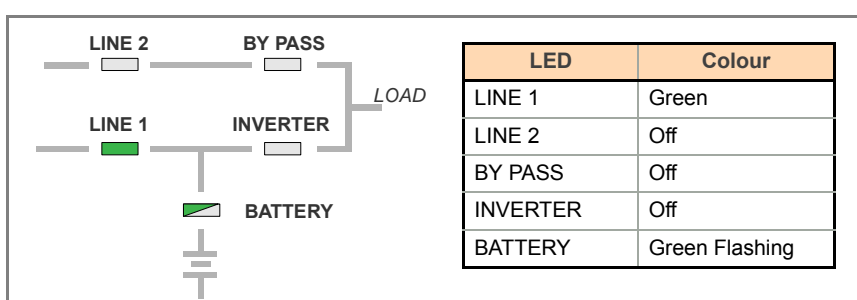 LINE 2 BY PASS
LOAD
LINE 1 INVERTER
BATTERY
LED Colour
LINE 1 Green
LINE 2 Off
BY PASS Off
INVERTER Off
BATTERY Green Flashing